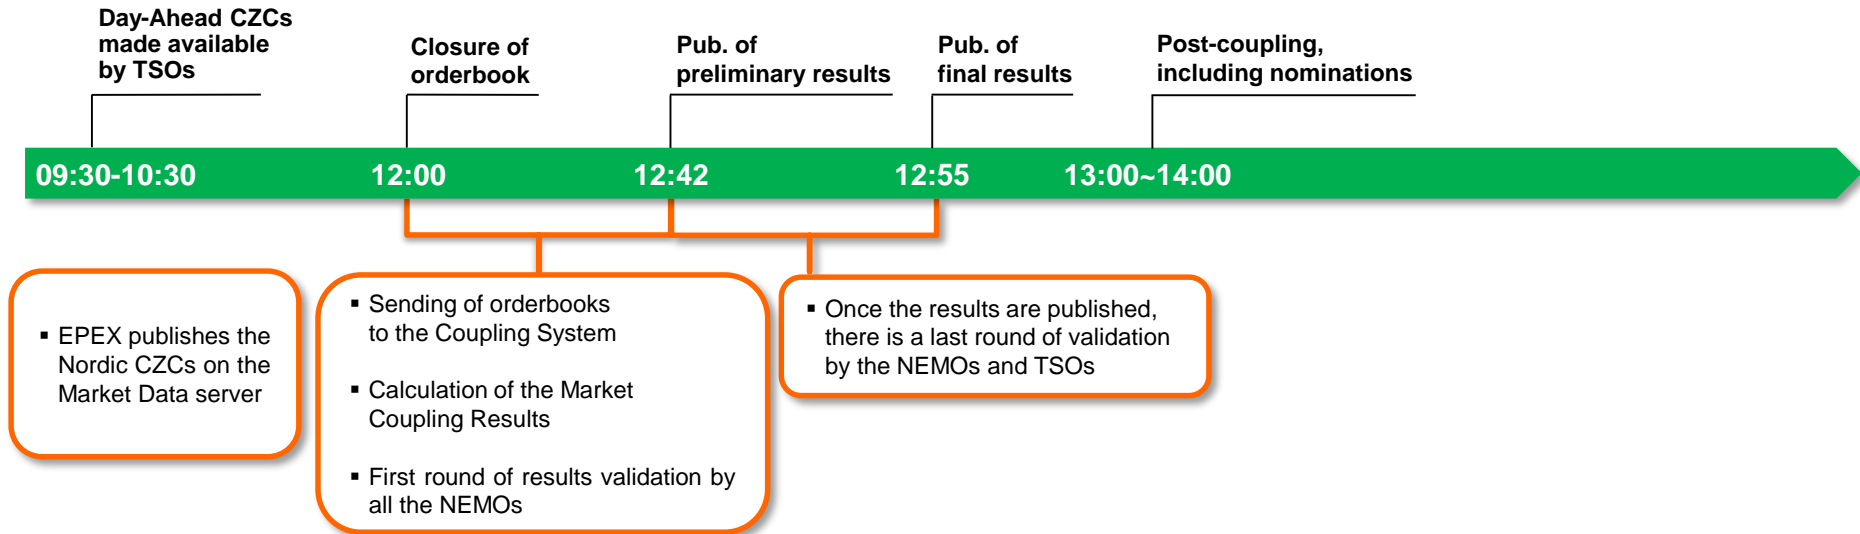 Day-Ahead CZCs
made available
by TSOs
Closure of
orderbook
Pub. of
preliminary results
Pub. of
final results
Post-coupling,
including nominations
09:30-10:30
12:00
12:42
12:55
13:00~14:00
▪ EPEX publishes the
Nordic CZCs on the
Market Data server
▪ Sending of orderbooks
to the Coupling System
▪ Calculation of the Market
Coupling Results
▪ First round of results validation by
all the NEMOs
▪ Once the results are published,
there is a last round of validation
by the NEMOs and TSOs